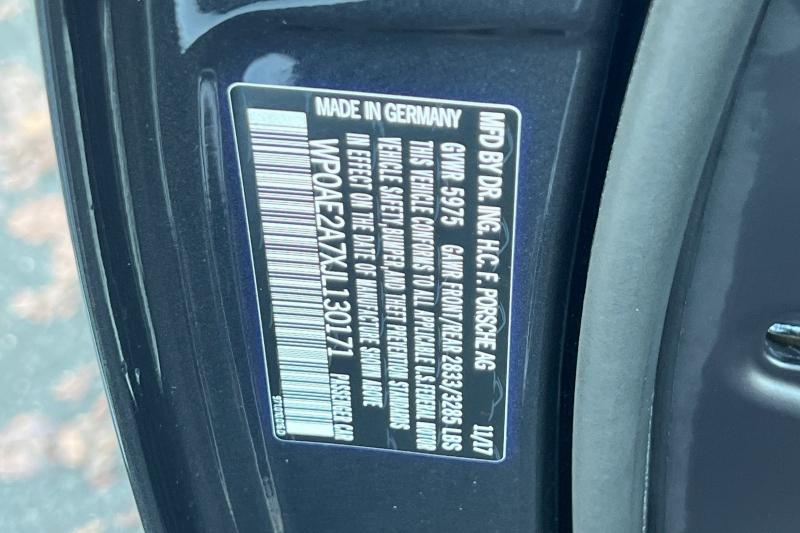 MFD BY DR. ING. H.C. F. PORSCHE AG 11/17
GVWR 5975 GAWR FRONT/REAR 2833/3285 LBS
THIS VEHICLE CONFORMS TO ALL APPLICABLE U.S. FEDERAL MOTOR
VEHICLE SAFETY, BUMPER, AND THEFT PREVENTION STANDARDS
IN EFFECT ON THE DATE OF MANUFACTURE SHOWN ABOVE
WP0AE2A7XJL130171 PASSENGER CAR
MADE IN GERMANY